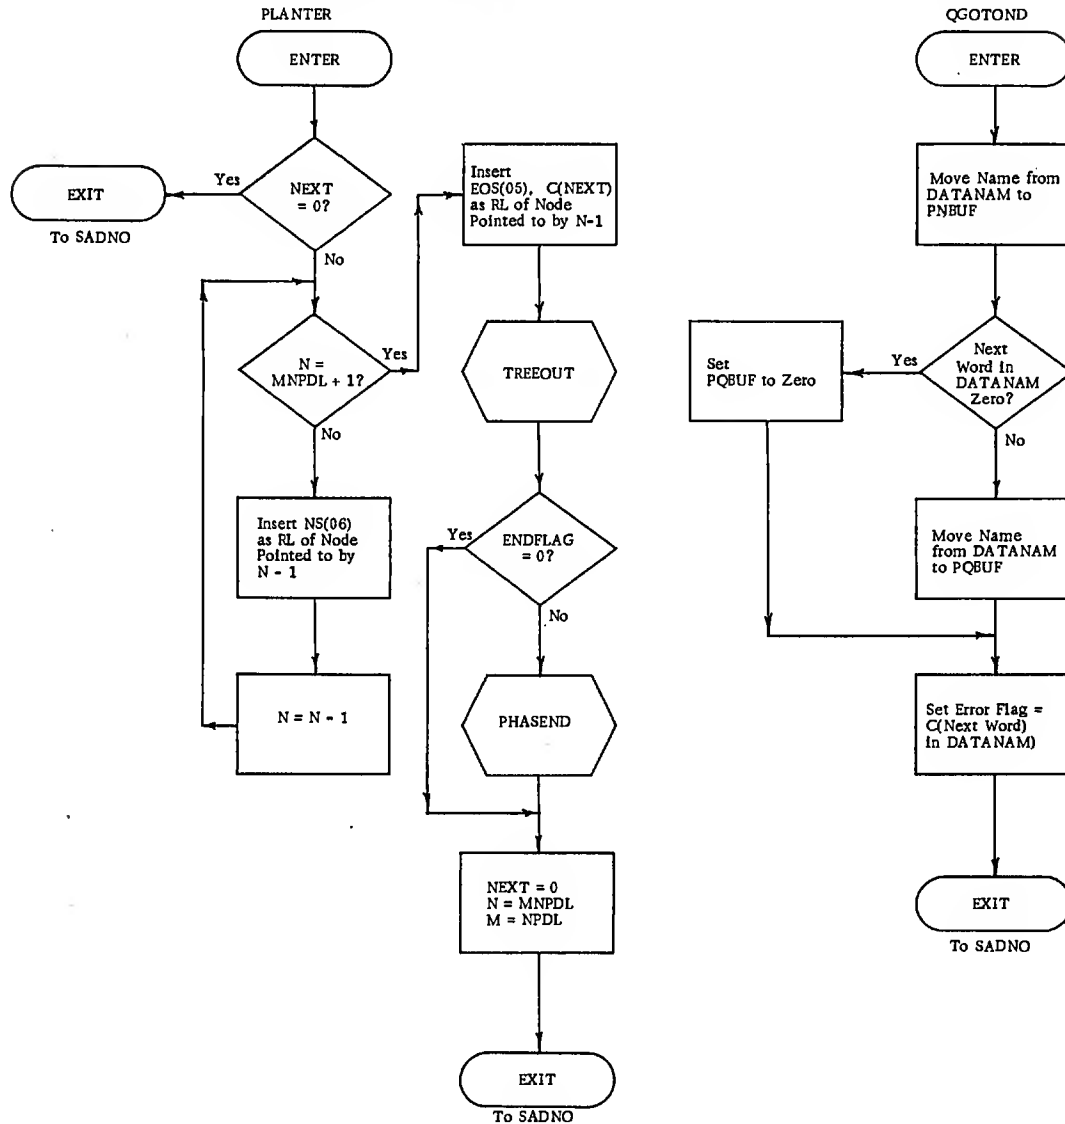 PLANTER
ENTER
NEXT
= 0?
Yes
EXIT
To SADNO
No
N =
MNPDL + 1?
Yes
No
Insert NS(06)
as RL of Node
Pointed to by
N - 1
N = N - 1
Insert
EOS(05), C(NEXT)
as RL of Node
Pointed to by N-1
TREEOUT
ENDFLAG
= 0?
Yes
No
PHASEND
NEXT = 0
N = MNPDL
M = NPDL
EXIT
To SADNO
QGOTOND
ENTER
Move Name from
DATANAM to
PNBUF
Next
Word in
DATANAM
Zero?
Yes
Set
PQBUF to Zero
No
Move Name
from DATANAM
to PQBUF
Set Error Flag =
C(Next Word)
in DATANAM)
EXIT
To SADNO